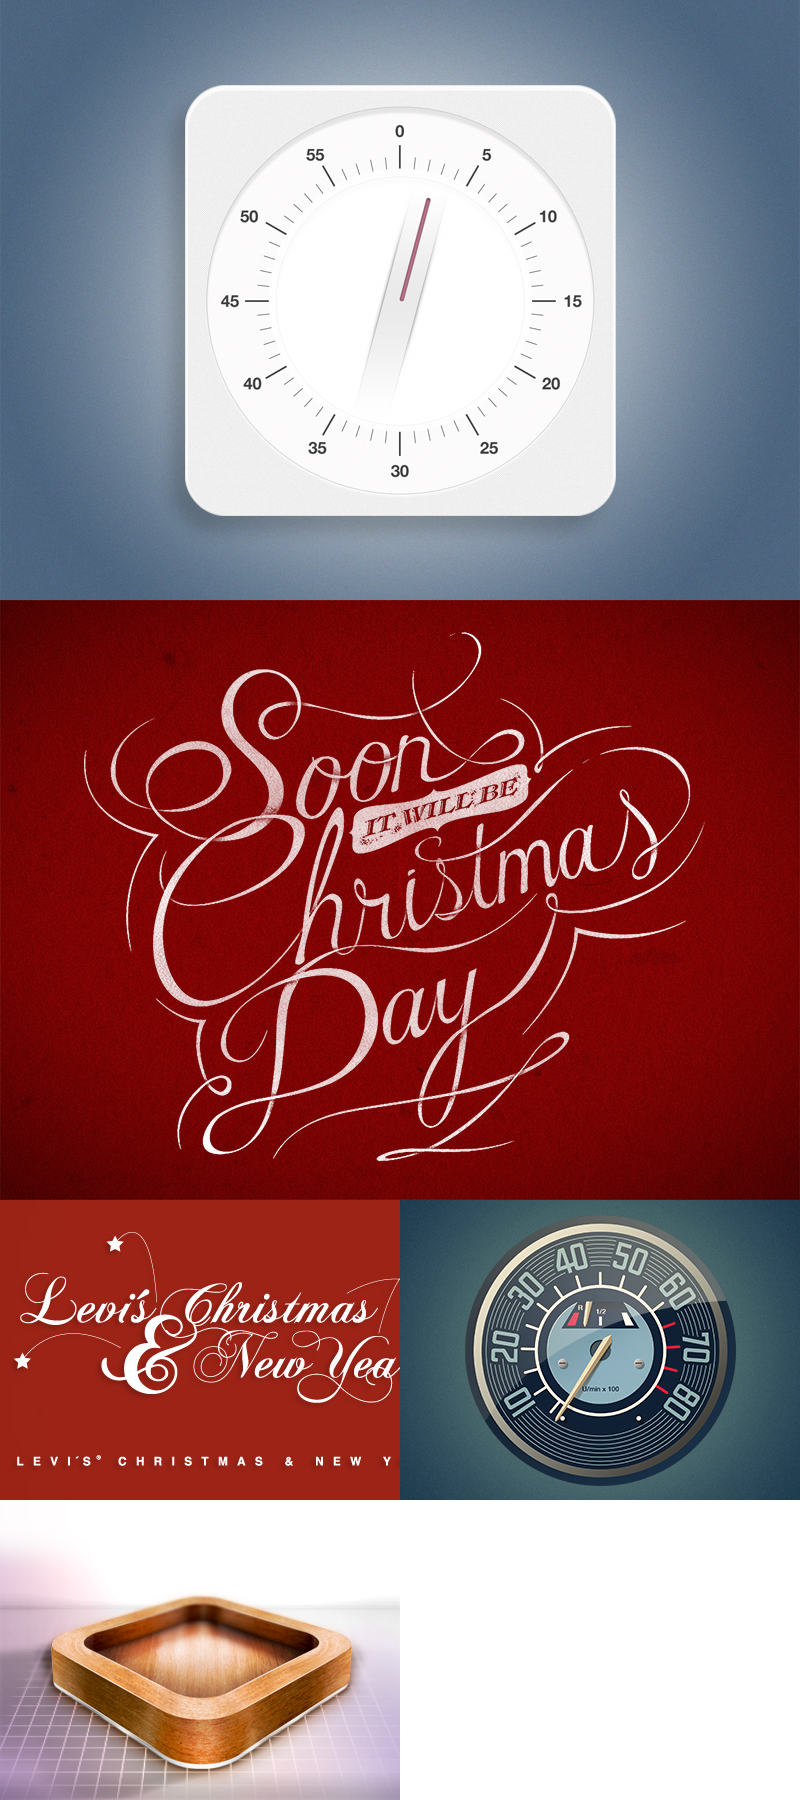 0
55 5
50 10
45 15
40 20
35 25
30
Soon
IT WILL BE
Christmas
Day
Levi's Christmas
& New Yea
LEVI´S® CHRISTMAS & NEW Y
10 20 30 40 50 60 70 80
R 1/2
U/min x 100